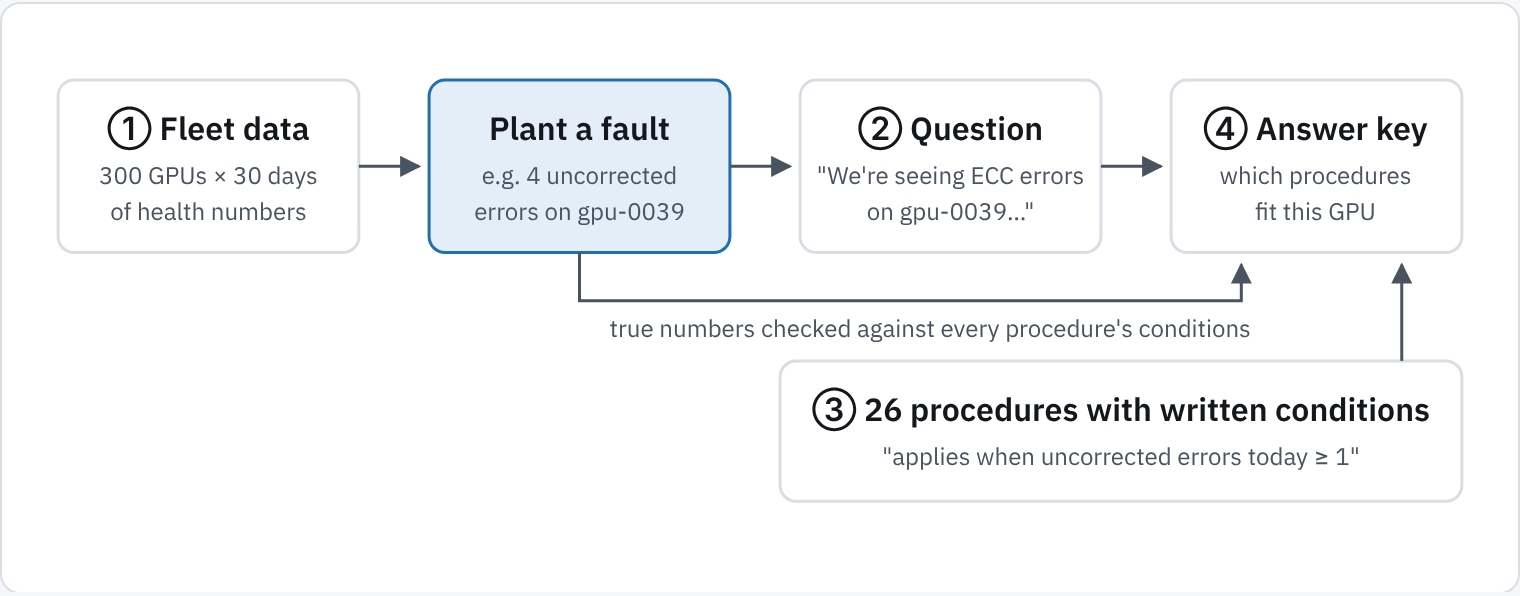 ① Fleet data
300 GPUs × 30 days
of health numbers
Plant a fault
e.g. 4 uncorrected
errors on gpu-0039
② Question
"We're seeing ECC errors
on gpu-0039..."
④ Answer key
which procedures
fit this GPU
true numbers checked against every procedure's conditions
③ 26 procedures with written conditions
"applies when uncorrected errors today ≥ 1"